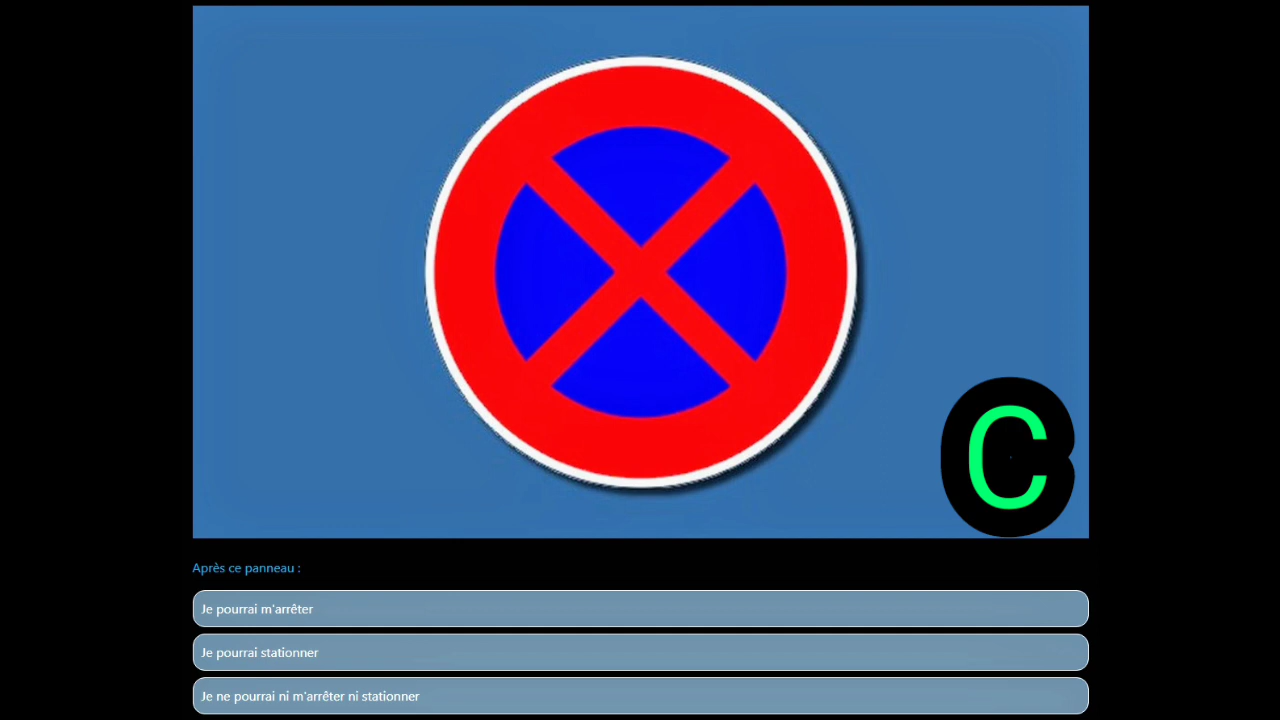 C
Après ce panneau :
Je pourrai m'arrêter
Je pourrai stationner
Je ne pourrai ni m'arrêter ni stationner